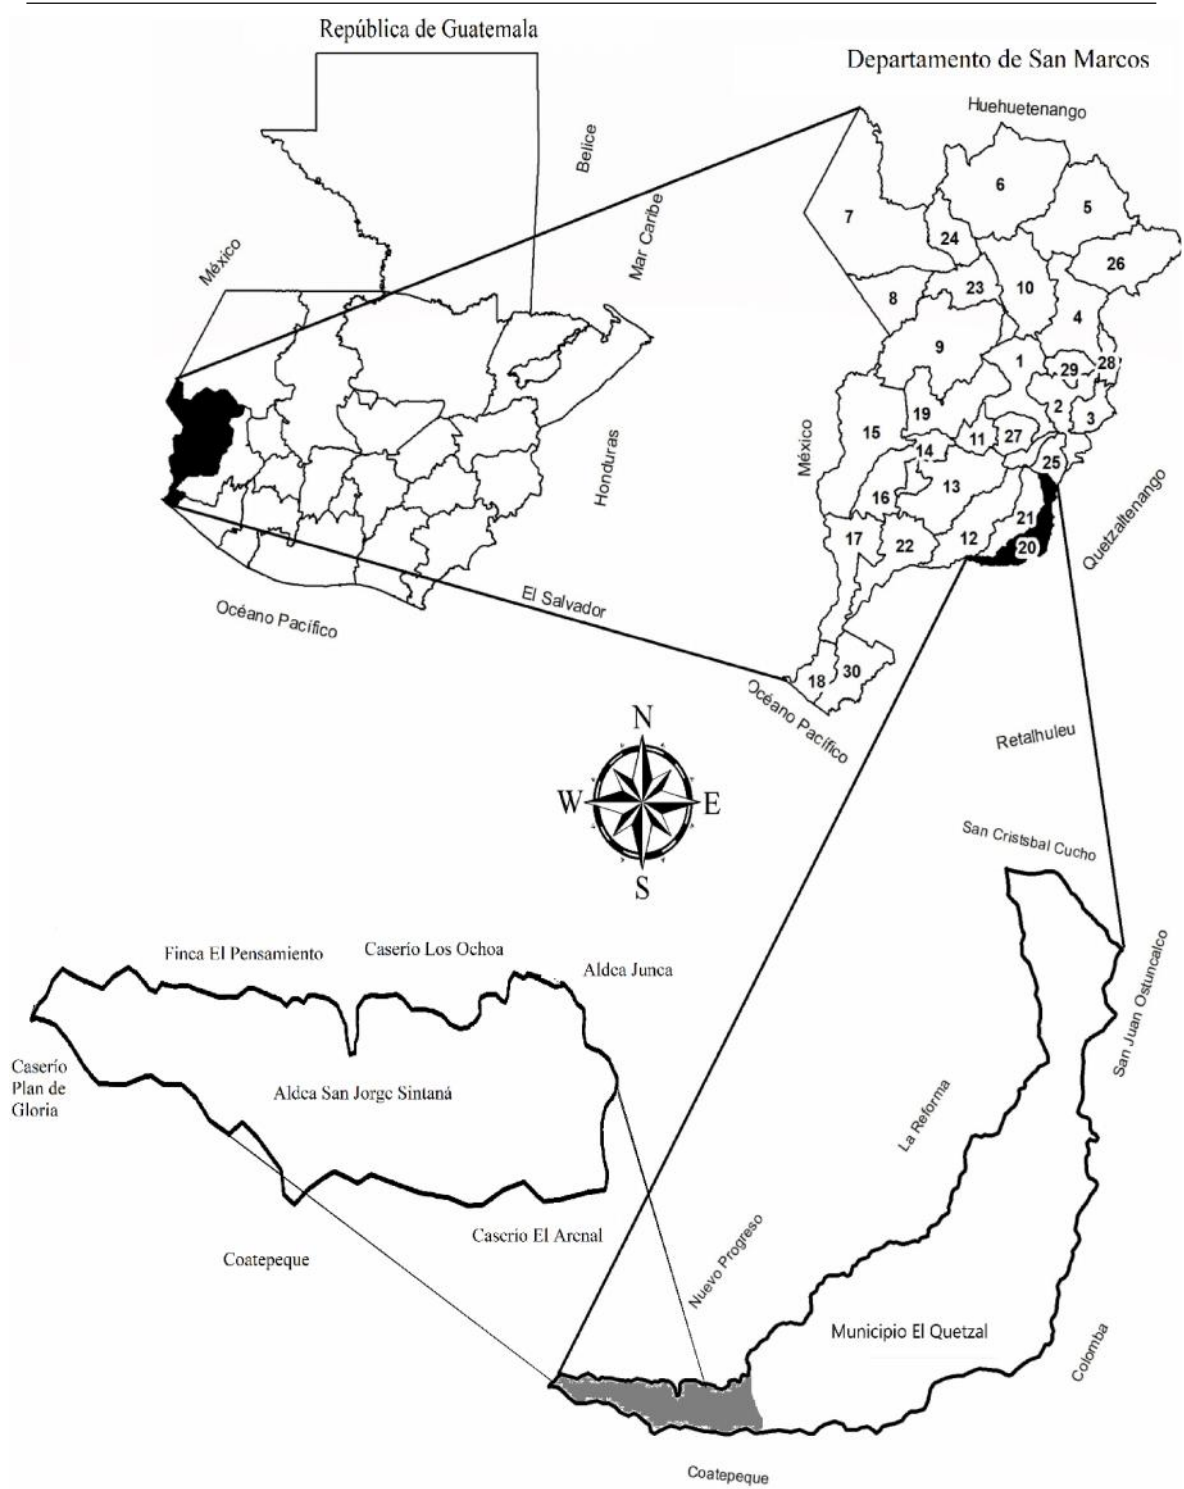 República de Guatemala
Departamento de San Marcos
Huehuetenango
Belice
Mar Caribe
México
7
6
5
24
26
8
23
10
4
9
1
29
28
19
2
3
15
11
27
14
25
México
13
16
21
Quetzaltenango
17
22
12
20
Honduras
El Salvador
Océano Pacífico
18
30
Océano Pacífico
N
W
E
S
Retalhuleu
San Cristsbal Cucho
Finca El Pensamiento
Caserío Los Ochoa
Aldea Junca
San Juan Ostuncalco
Caserío
Plan de
Gloria
Aldea San Jorge Sintaná
La Reforma
Caserio El Arenal
Coatepeque
Nuevo Progreso
Municipio El Quetzal
Colomba
Coatepeque